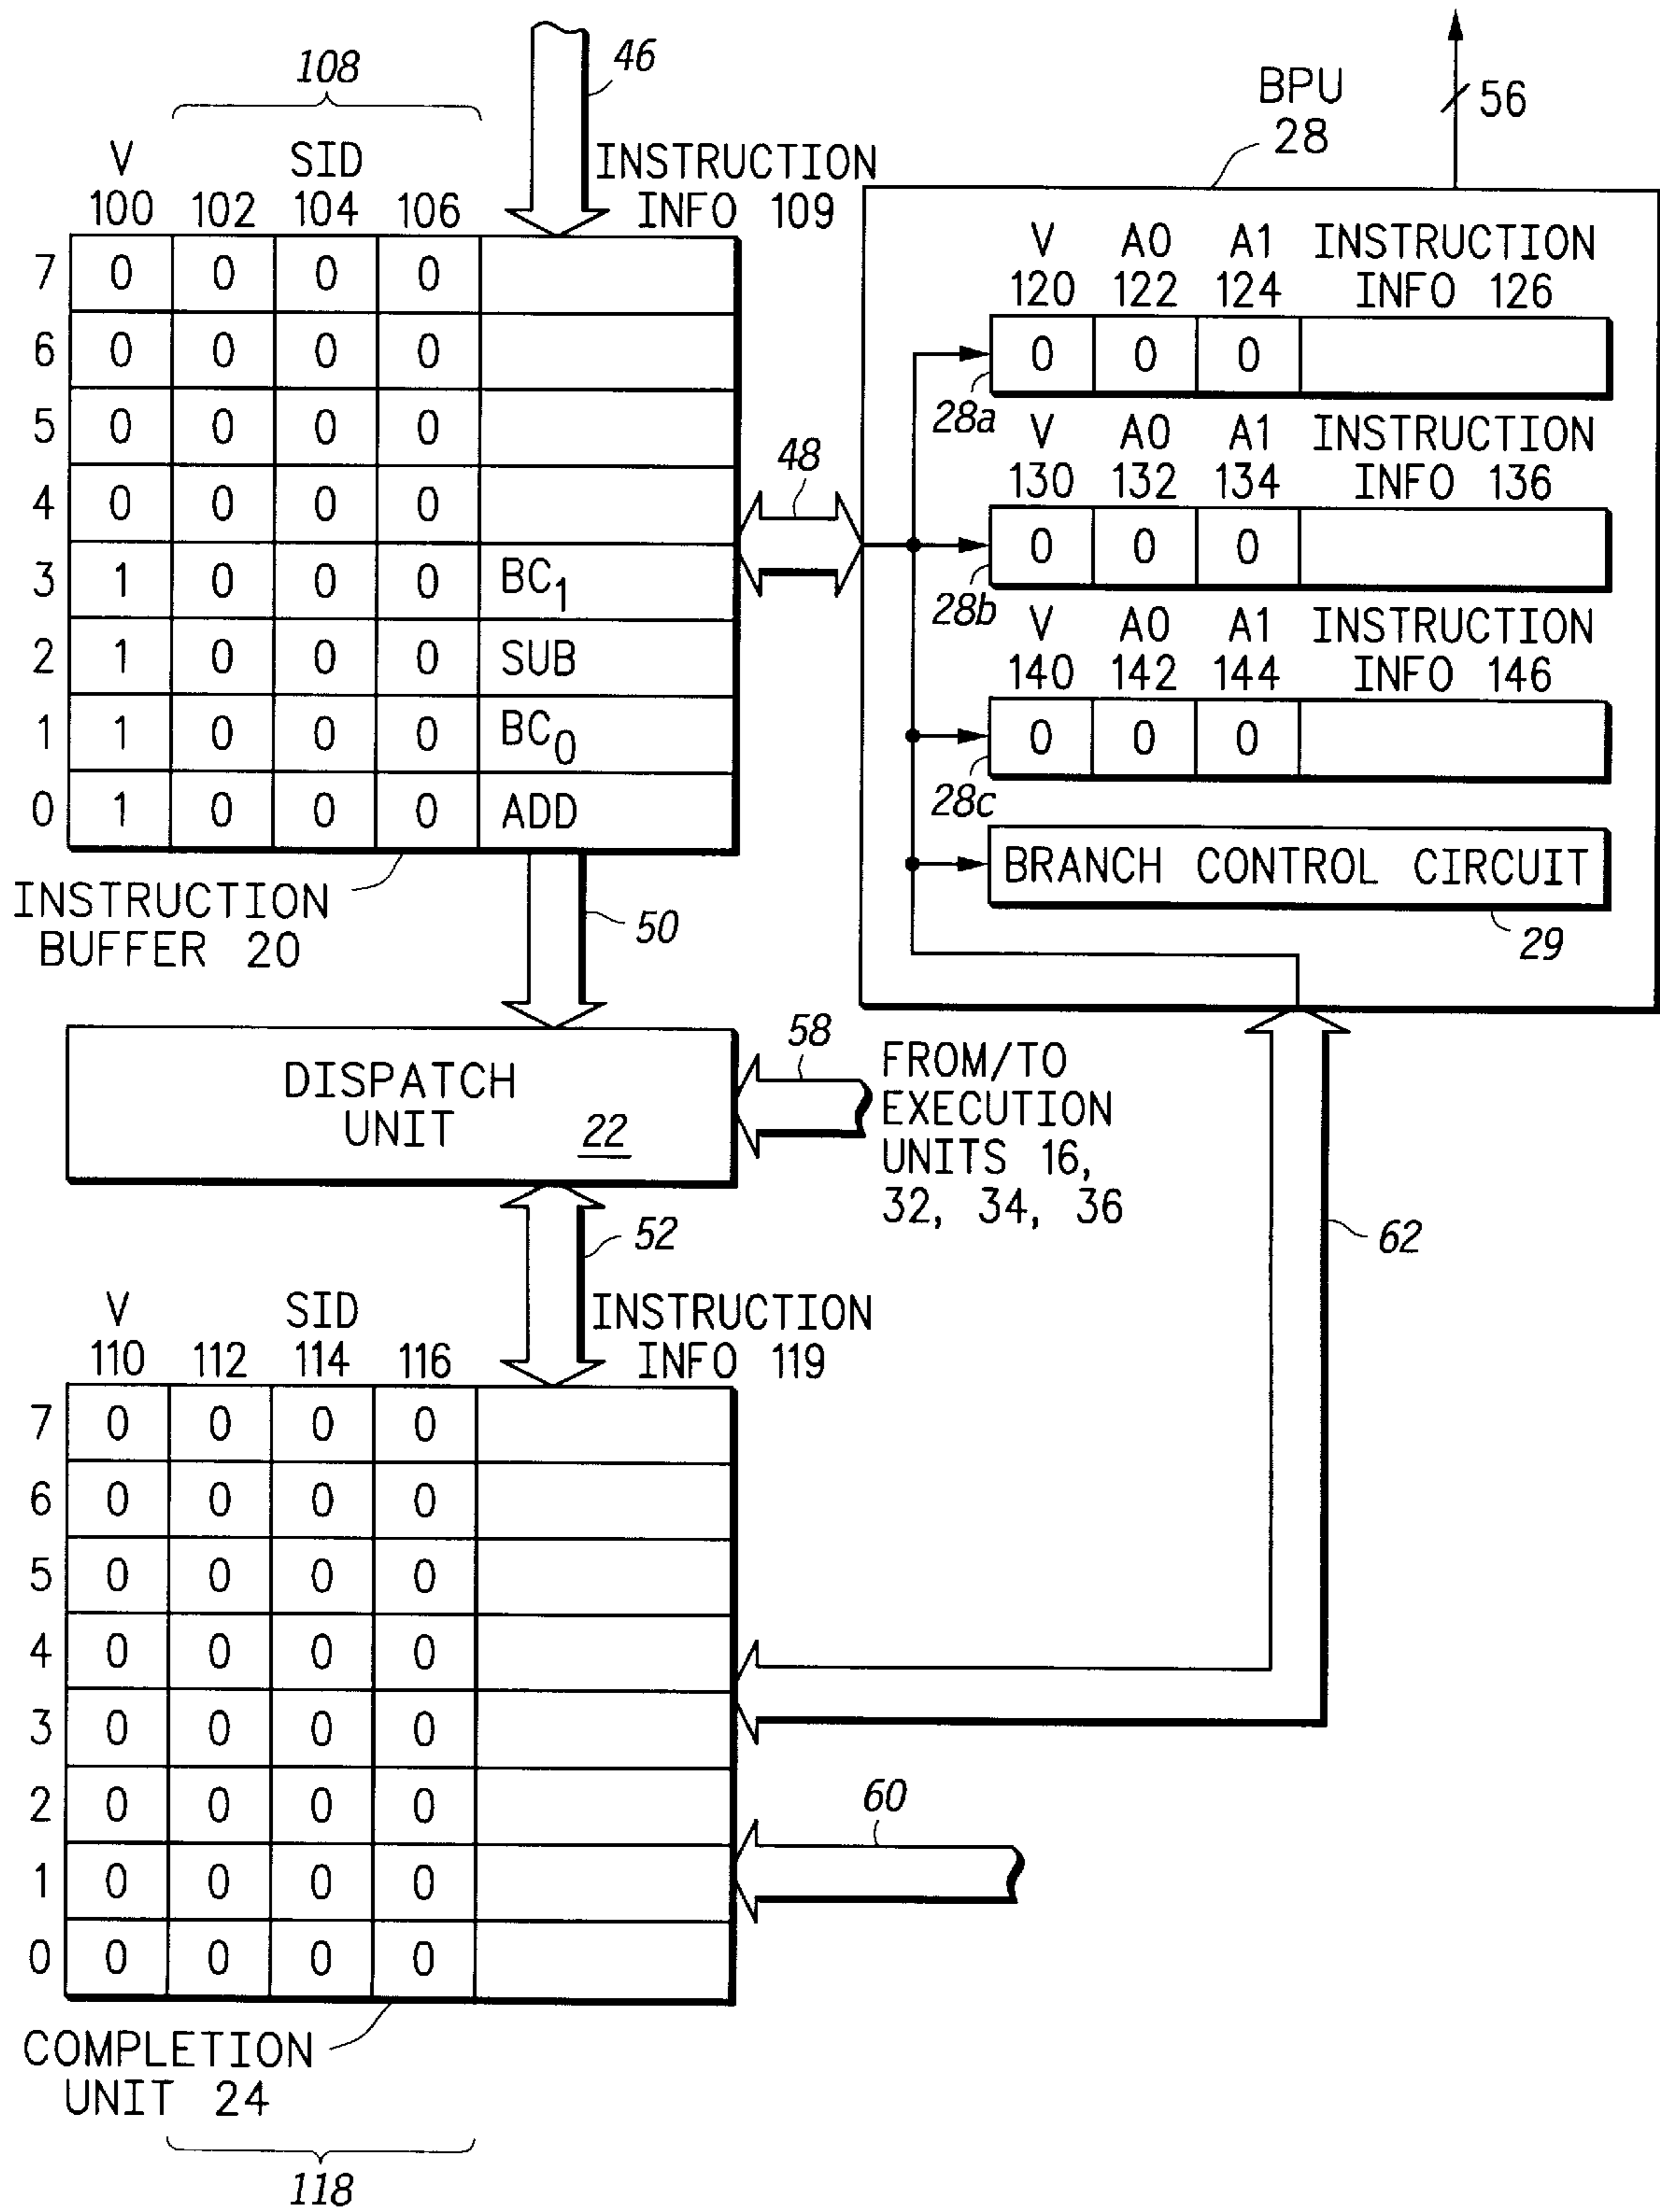 108
46
BPU
28
56
V SID INSTRUCTION
100 102 104 106 INFO 109
7 0 0 0 0
6 0 0 0 0
5 0 0 0 0
4 0 0 0 0
3 1 0 0 0 BC1
2 1 0 0 0 SUB
1 1 0 0 0 BC0
0 1 0 0 0 ADD
INSTRUCTION
BUFFER 20
48
50
V A0 A1 INSTRUCTION
120 122 124 INFO 126
0 0 0
28a
V A0 A1 INSTRUCTION
130 132 134 INFO 136
0 0 0
28b
V A0 A1 INSTRUCTION
140 142 144 INFO 146
0 0 0
28c
BRANCH CONTROL CIRCUIT
29
DISPATCH
UNIT 22
58
FROM/TO
EXECUTION
UNITS 16,
32, 34, 36
52
62
V SID INSTRUCTION
110 112 114 116 INFO 119
7 0 0 0 0
6 0 0 0 0
5 0 0 0 0
4 0 0 0 0
3 0 0 0 0
2 0 0 0 0
1 0 0 0 0
0 0 0 0 0
60
COMPLETION
UNIT 24
118